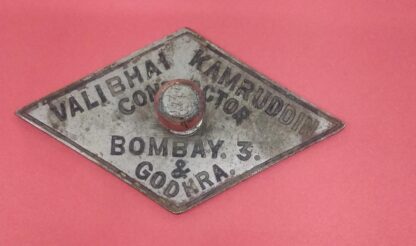 VALIBHAI KAMRUDDIN
CONTRACTOR
BOMBAY. 3.
&
GODHRA.